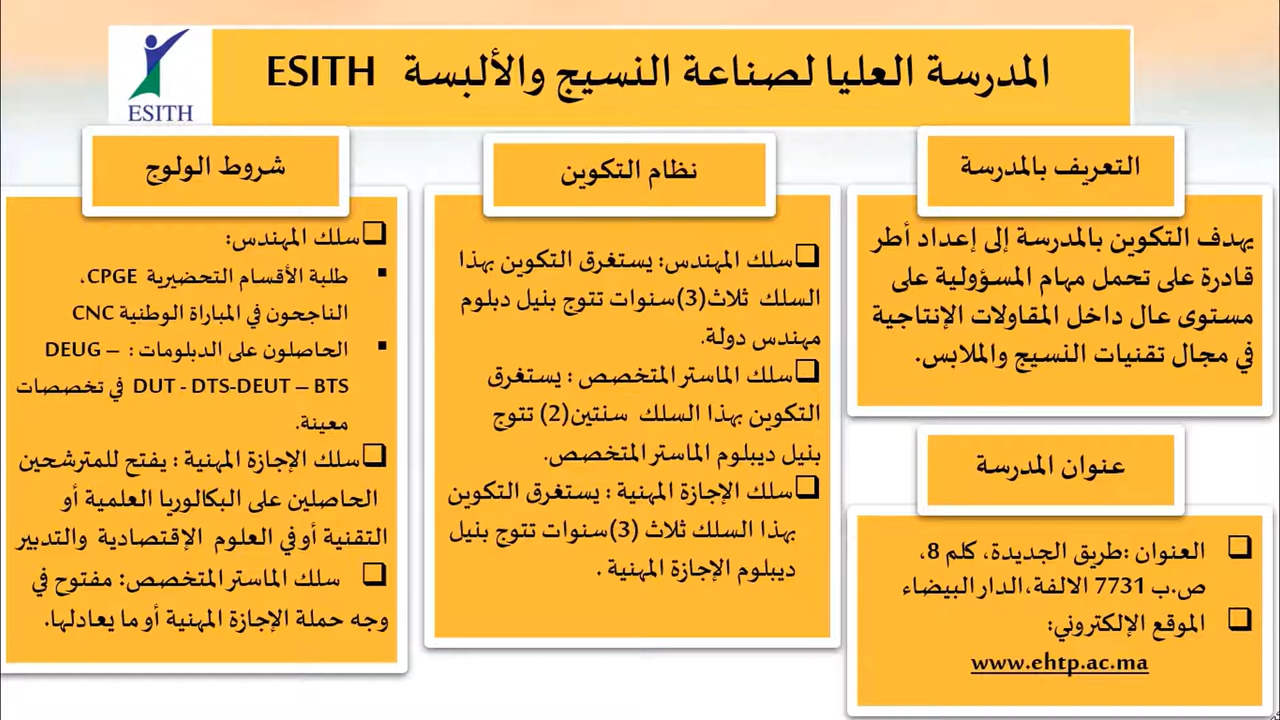 المدرسة العليا لصناعة النسيج والألبسة ESITH
ESITH
التعريف بالمدرسة
يهدف التكوين بالمدرسة إلى إعداد أطر
قادرة على تحمل مهام المسؤولية على
مستوى عال داخل المقاولات الإنتاجية
في مجال تقنيات النسيج والملابس.
عنوان المدرسة
❑ العنوان :طريق الجديدة، كلم 8،
ص.ب 7731 الالفة،الدار البيضاء
❑ الموقع الإلكتروني:
www.ehtp.ac.ma
نظام التكوين
❑سلك المهندس: يستغرق التكوين بهذا
السلك ثلاث(3)سنوات تتوج بنيل دبلوم
مهندس دولة.
❑سلك الماستر المتخصص : يستغرق
التكوين بهذا السلك سنتين(2) تتوج
بنيل ديبلوم الماستر المتخصص.
❑سلك الإجازة المهنية : يستغرق التكوين
بهذا السلك ثلاث (3)سنوات تتوج بنيل
ديبلوم الإجازة المهنية .
شروط الولوج
❑سلك المهندس:
▪ طلبة الأقسام التحضيرية CPGE،
الناجحون في المباراة الوطنية CNC
▪ الحاصلون على الدبلومات : DEUG –
DUT - DTS-DEUT – BTS في تخصصات
معينة.
❑سلك الإجازة المهنية : يفتح للمترشحين
الحاصلين على البكالوريا العلمية أو
التقنية أوفي العلوم الإقتصادية والتدبير
❑ سلك الماستر المتخصص: مفتوح في
وجه حملة الإجازة المهنية أو ما يعادلها.